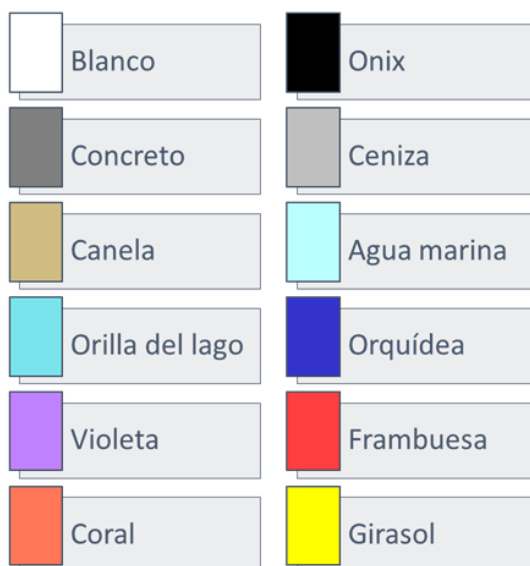 Blanco
Onix
Concreto
Ceniza
Canela
Agua marina
Orilla del lago
Orquídea
Violeta
Frambuesa
Coral
Girasol